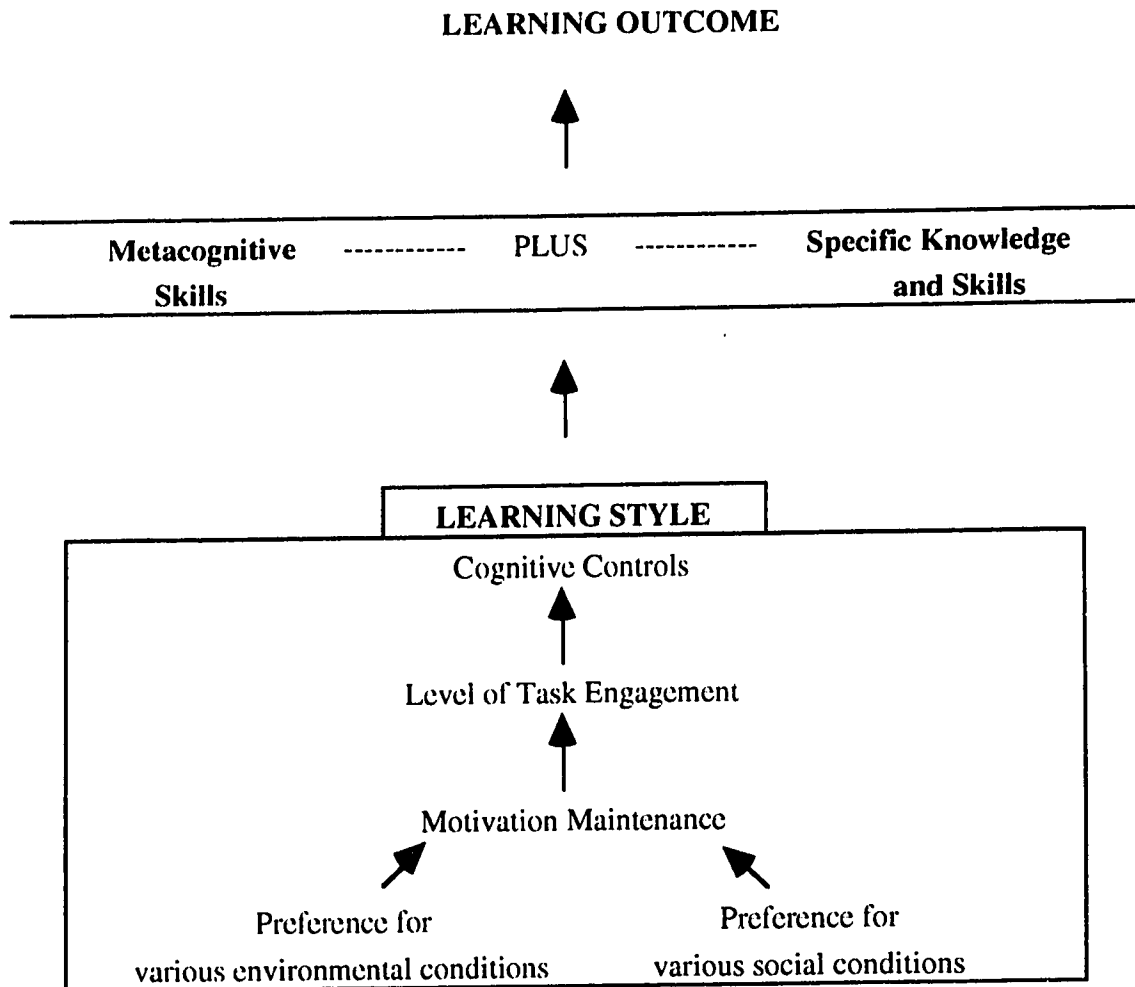 LEARNING OUTCOME
Metacognitive ----------- PLUS ----------- Specific Knowledge
Skills and Skills
LEARNING STYLE
Cognitive Controls
Level of Task Engagement
Motivation Maintenance
Preference for Preference for
various environmental conditions various social conditions